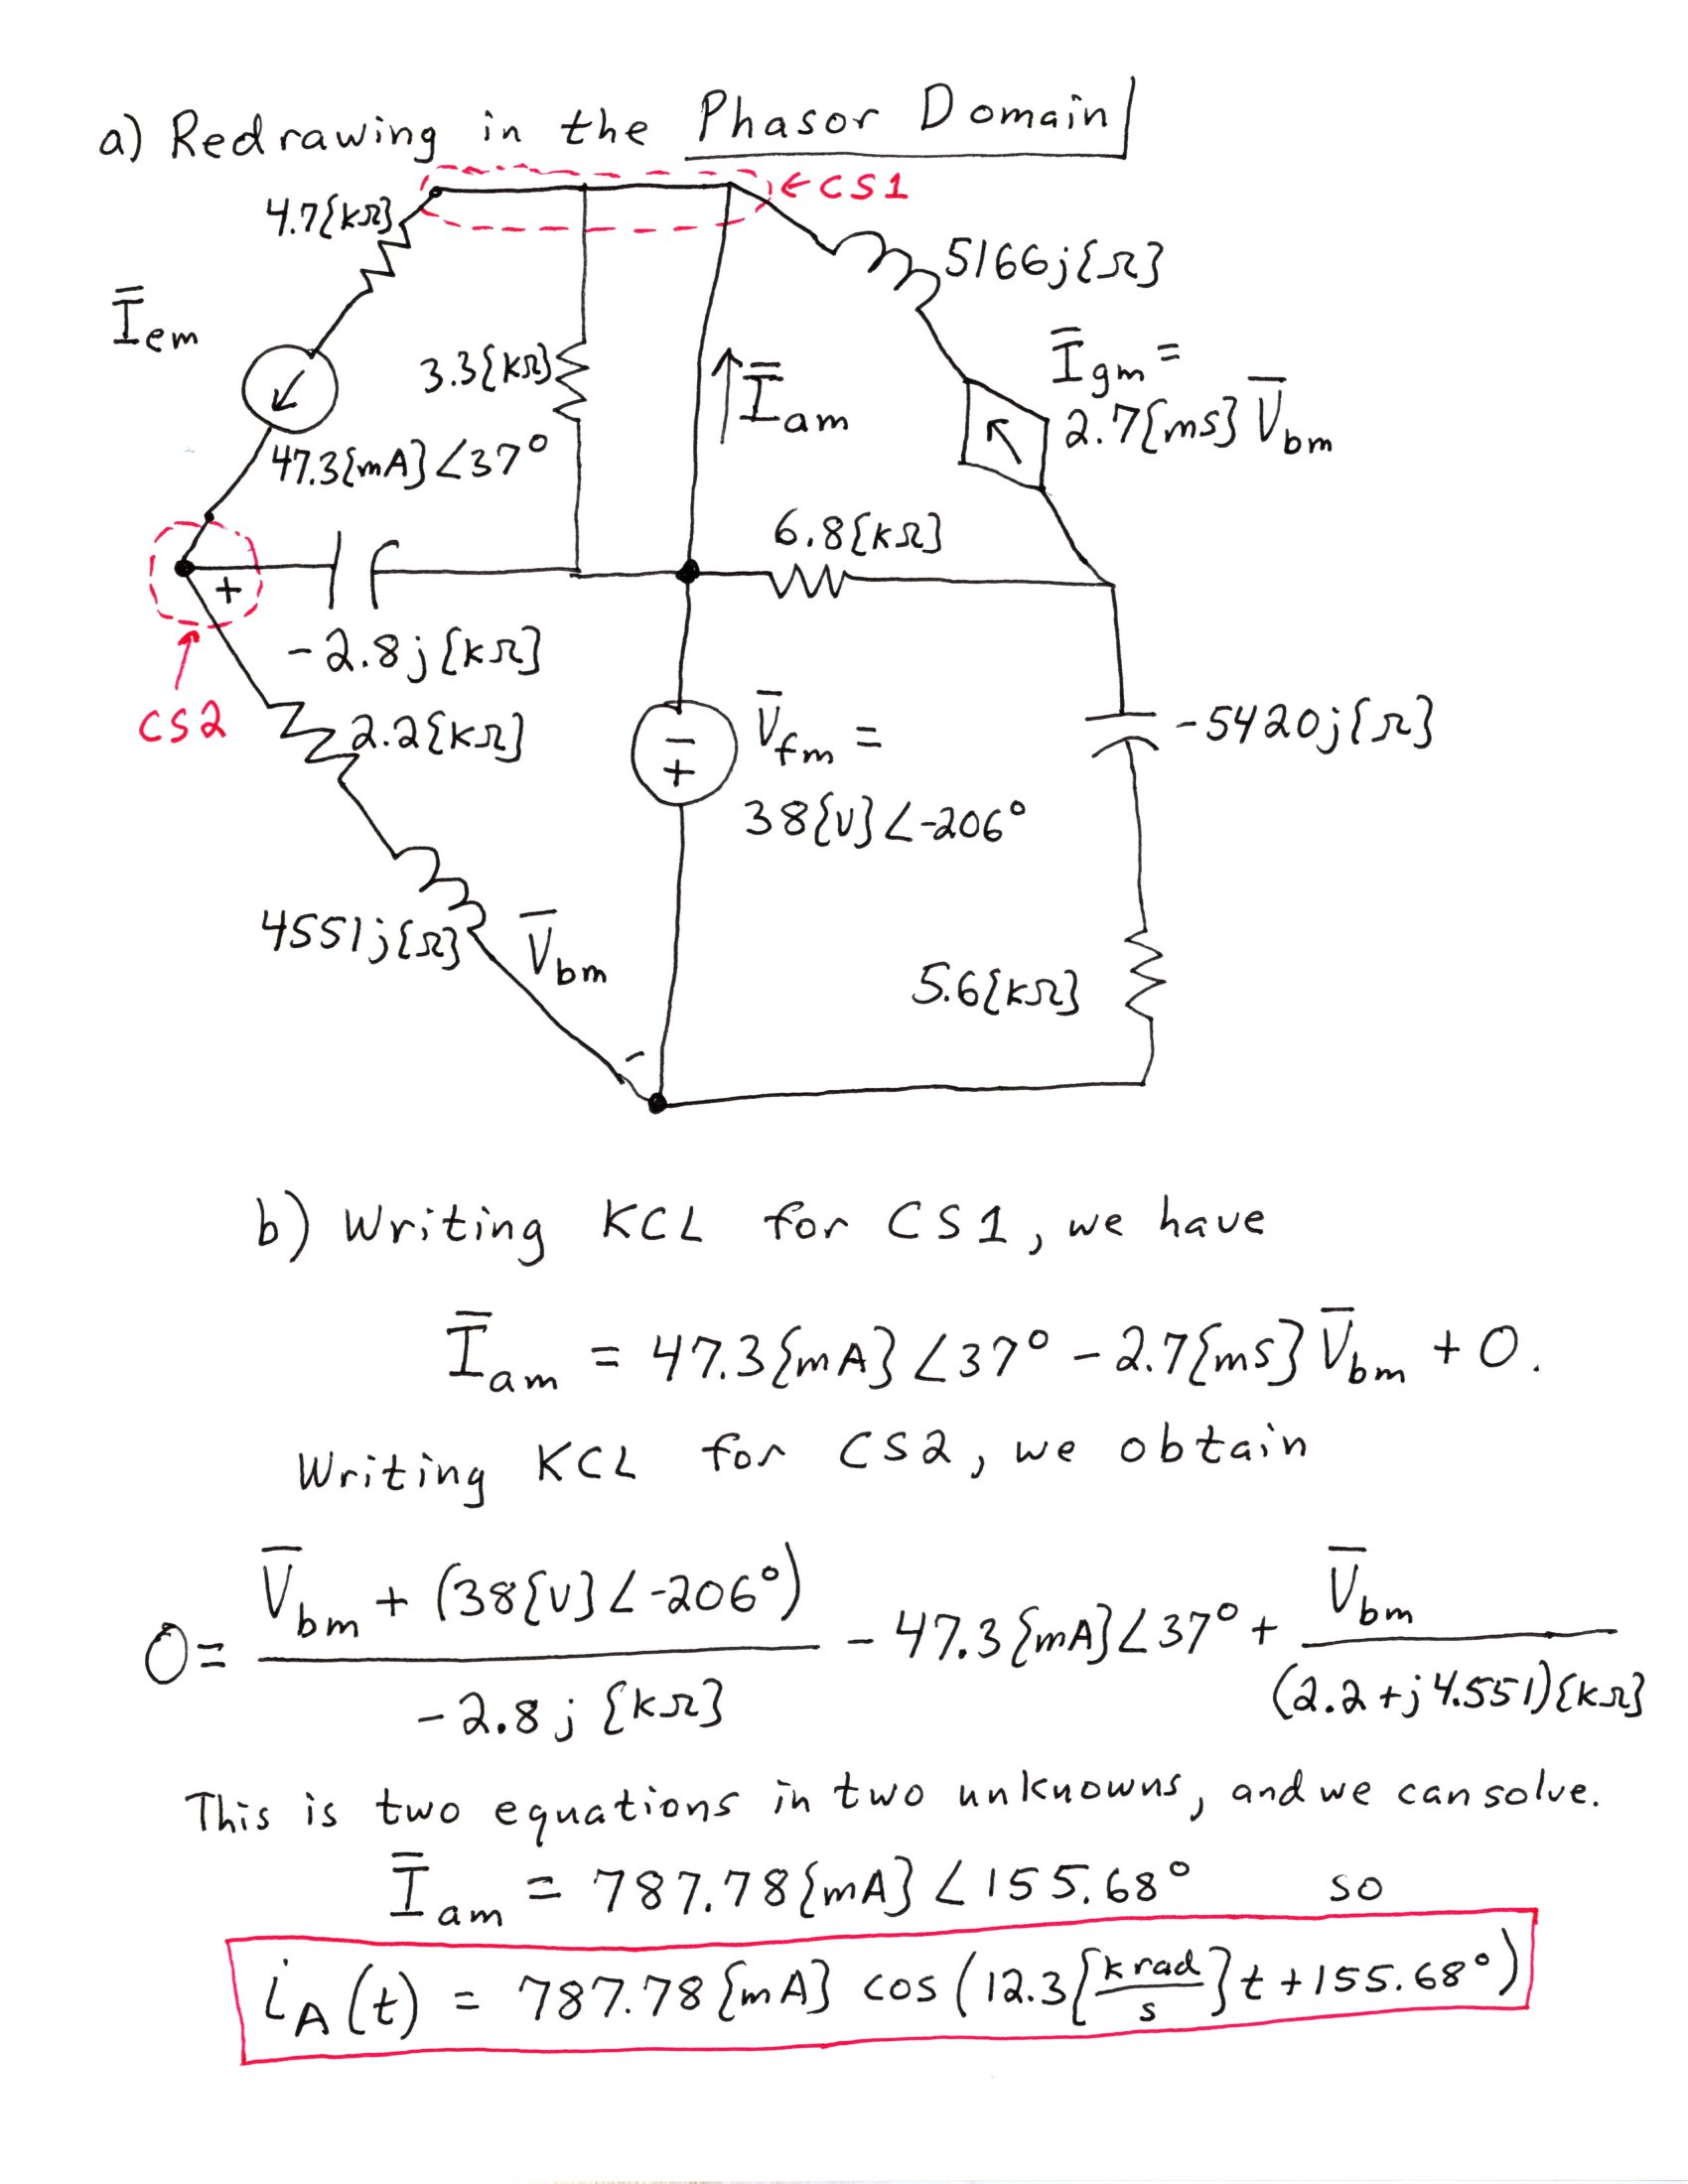 a) Redrawing in the Phasor Domain
←CS1
4.7{kΩ}
5166j{Ω}
I̅em
3.3{kΩ}
I̅am
I̅gm =
2.7{mS} V̅bm
47.3{mA}∠37°
6.8{kΩ}
+
-2.8j{kΩ}
CS2
2.2{kΩ}
-
+
V̅fm =
38{V}∠-206°
-5420j{Ω}
4551j{Ω}
V̅bm
5.6{kΩ}
-
b) Writing KCL for CS1, we have
I̅am = 47.3{mA}∠37° - 2.7{mS} V̅bm + 0.
Writing KCL for CS2, we obtain
0 = (V̅bm + (38{V}∠-206°)) / (-2.8j{kΩ}) - 47.3{mA}∠37° + V̅bm / ((2.2+j4.551){kΩ})
This is two equations in two unknowns, and we can solve.
I̅am = 787.78{mA}∠155.68° so
iA(t) = 787.78{mA} cos(12.3[krad/s]t + 155.68°)